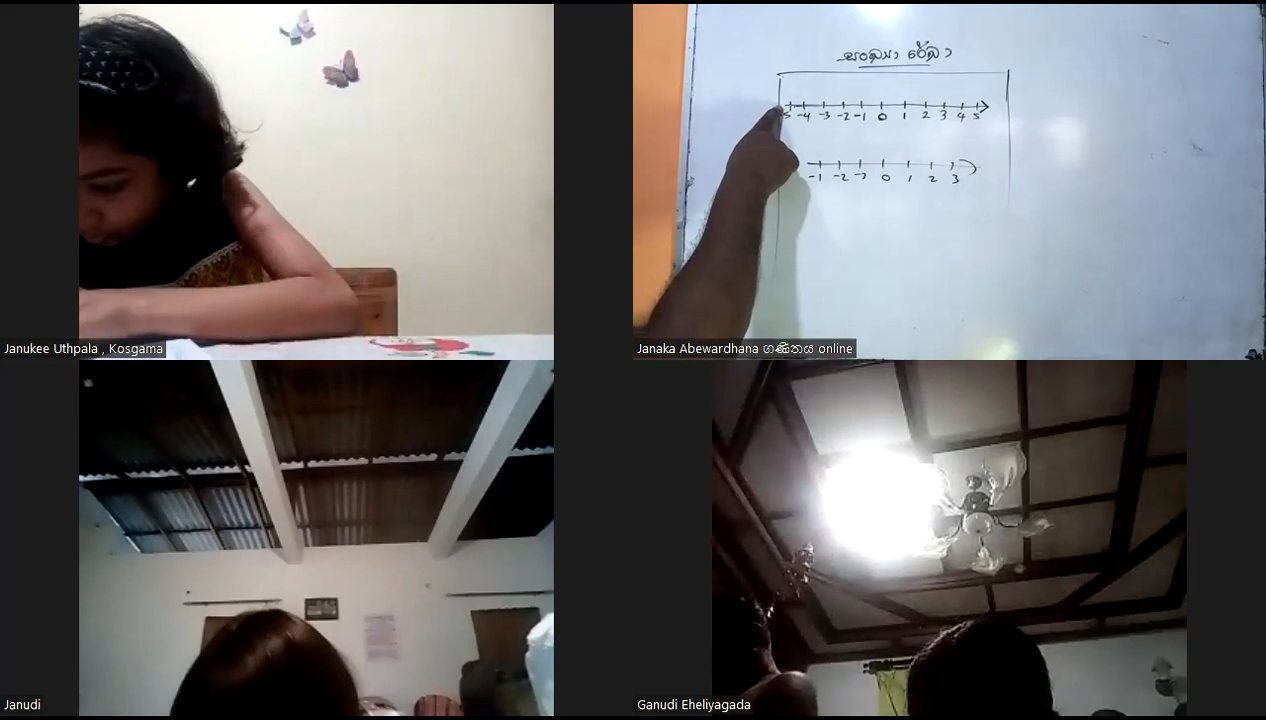 සංඛ්‍යා රේඛා
-5 -4 -3 -2 -1 0 1 2 3 4 5
-1 -2 -3 0 1 2 3
Janukee Uthpala , Kosgama
Janaka Abewardhana ගණිතය online
Janudi
Ganudi Eheliyagada